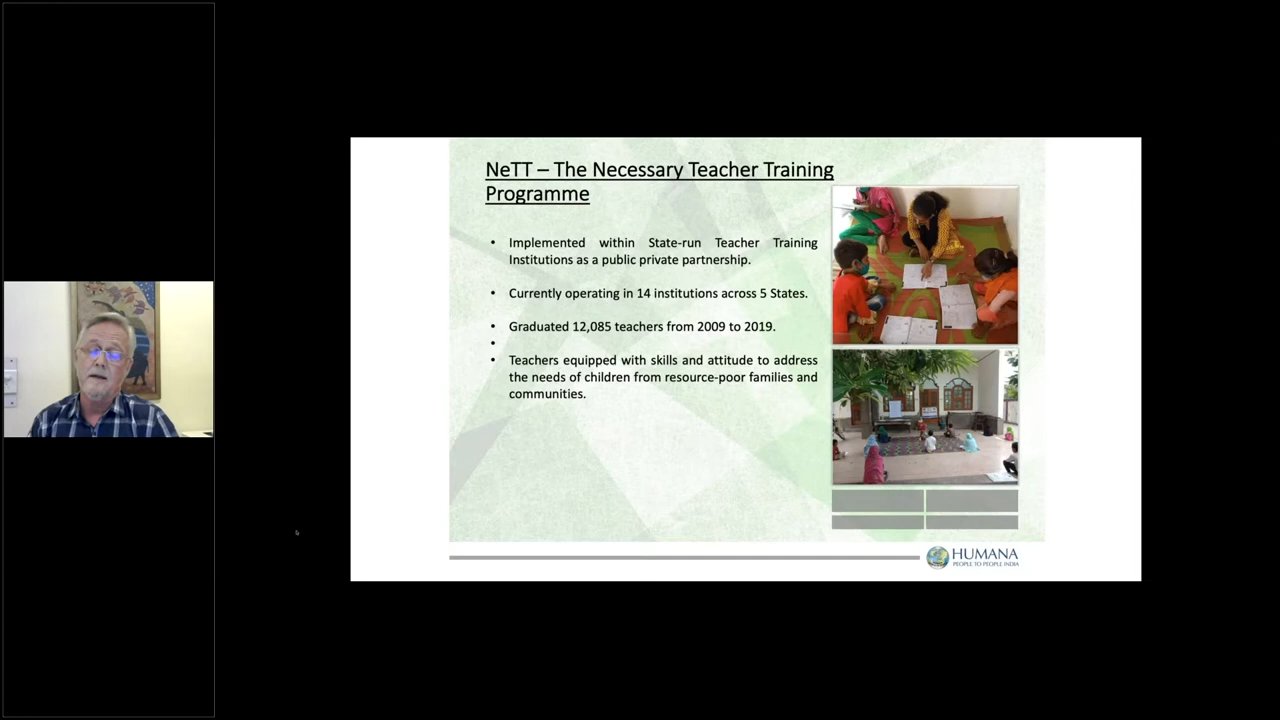 NeTT – The Necessary Teacher Training
Programme
• Implemented within State-run Teacher Training
Institutions as a public private partnership.
• Currently operating in 14 institutions across 5 States.
• Graduated 12,085 teachers from 2009 to 2019.
•
• Teachers equipped with skills and attitude to address
the needs of children from resource-poor families and
communities.
HUMANA
PEOPLE TO PEOPLE INDIA